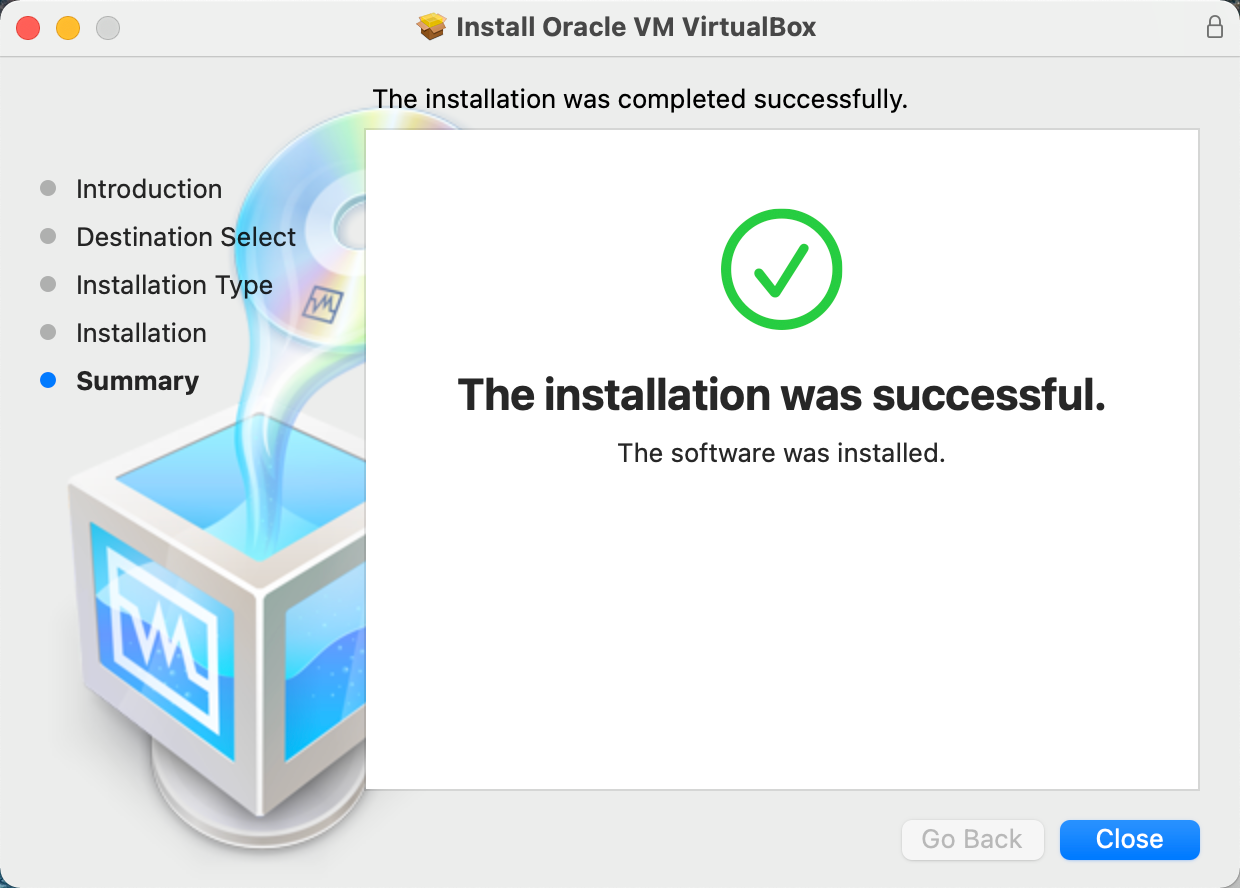 Install Oracle VM VirtualBox
The installation was completed successfully.
Introduction
Destination Select
Installation Type
Installation
Summary
The installation was successful.
The software was installed.
Go Back
Close